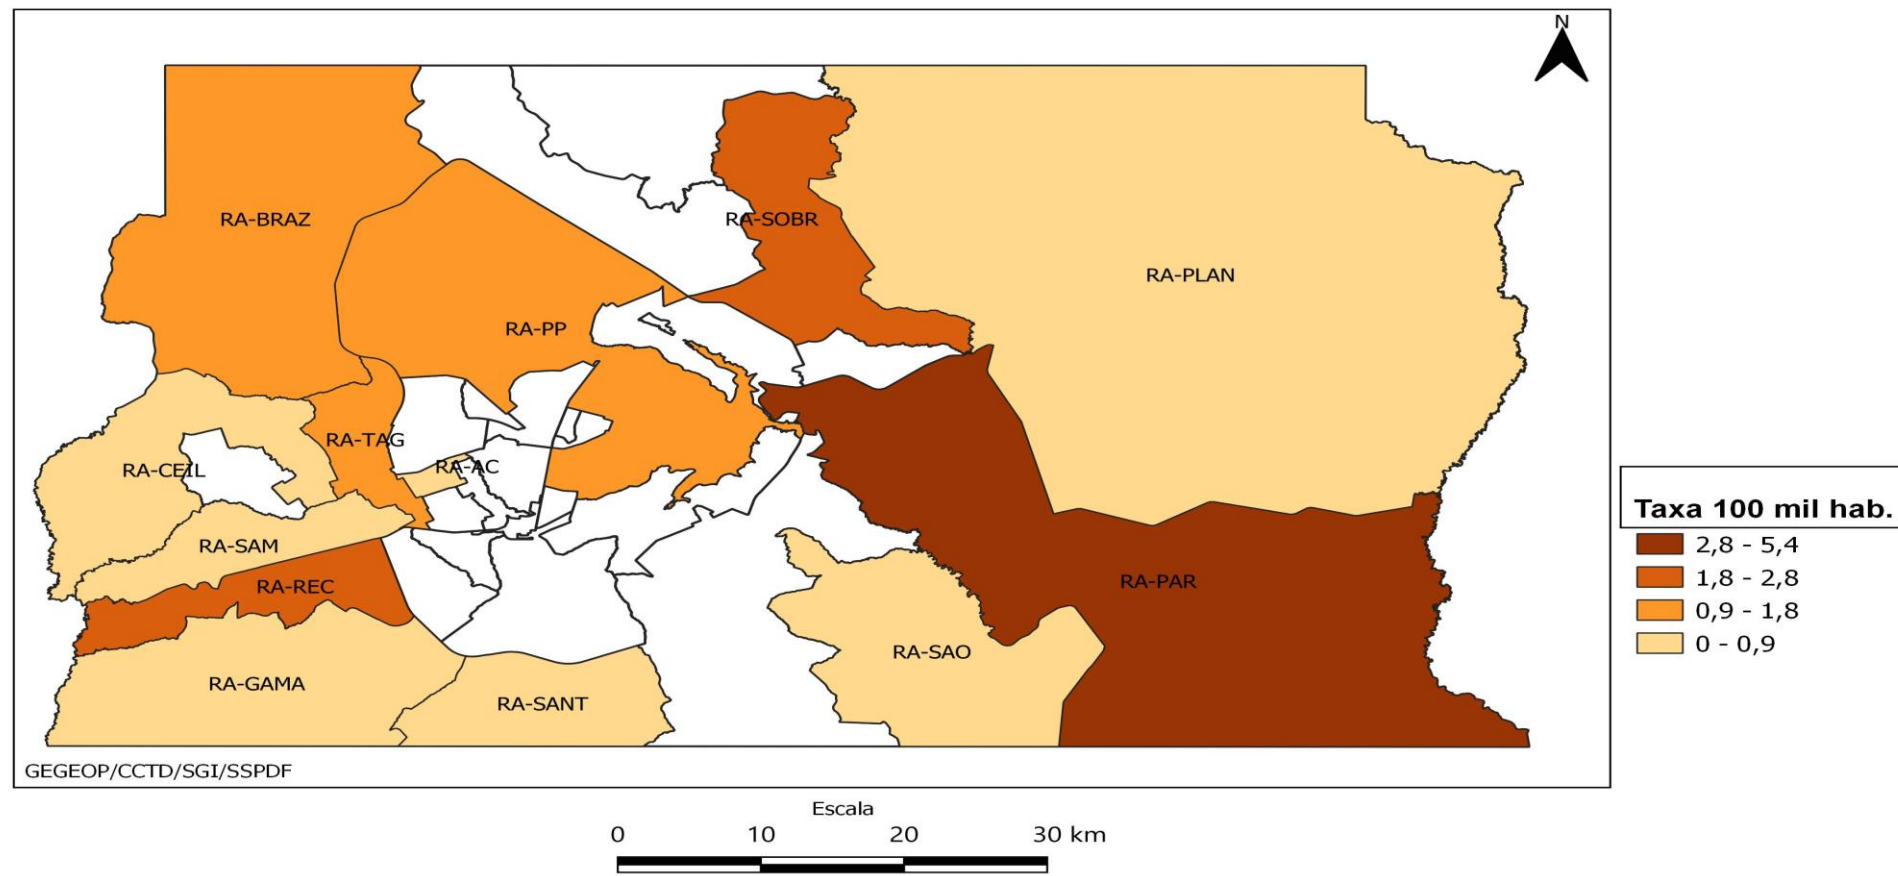 N
RA-BRAZ
RA-SOBR
RA-PLAN
RA-PP
RA-TAG
RA-AC
RA-CEIL
RA-SAM
RA-REC
RA-PAR
RA-SAO
RA-GAMA
RA-SANT
GEGEOP/CCTD/SGI/SSPDF
Taxa 100 mil hab.
2,8 - 5,4
1,8 - 2,8
0,9 - 1,8
0 - 0,9
Escala
0 10 20 30 km